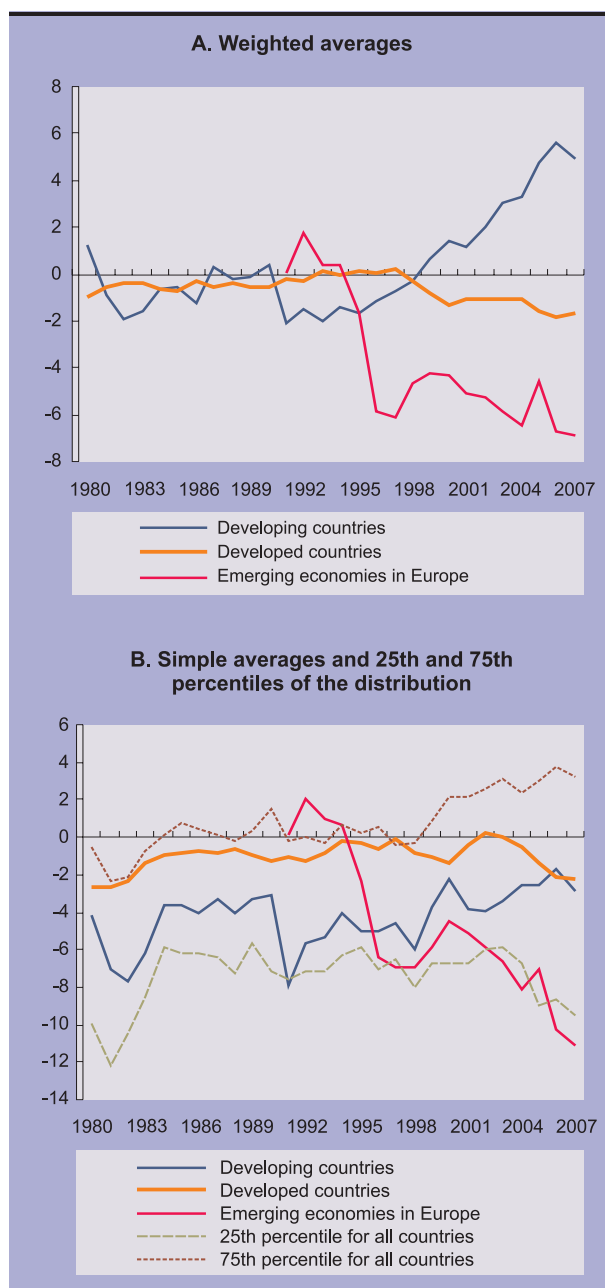 A. Weighted averages
8
6
4
2
0
-2
-4
-6
-8
1980 1983 1986 1989 1992 1995 1998 2001 2004 2007
Developing countries
Developed countries
Emerging economies in Europe
B. Simple averages and 25th and 75th
percentiles of the distribution
6
4
2
0
-2
-4
-6
-8
-10
-12
-14
1980 1983 1986 1989 1992 1995 1998 2001 2004 2007
Developing countries
Developed countries
Emerging economies in Europe
25th percentile for all countries
75th percentile for all countries